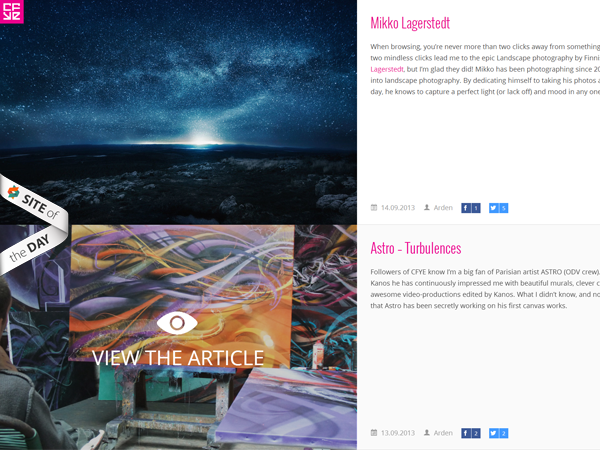 CF
YE
Mikko Lagerstedt
When browsing, you're never more than two clicks away from something
two mindless clicks lead me to the epic Landscape photography by Finni
Lagerstedt, but I'm glad they did! Mikko has been photographing since 20
into landscape photography. By dedicating himself to taking his photos a
day, he knows to capture a perfect light (or lack off) and mood in any one
14.09.2013 Arden 1 5
SITE of
the DAY
Astro – Turbulences
Followers of CFYE know I'm a big fan of Parisian artist ASTRO (ODV crew).
Kanos he has continuously impressed me with beautiful murals, clever c
awesome video-productions edited by Kanos. What I didn't know, and no
that Astro has been secretly working on his first canvas works.
VIEW THE ARTICLE
13.09.2013 Arden 2 2